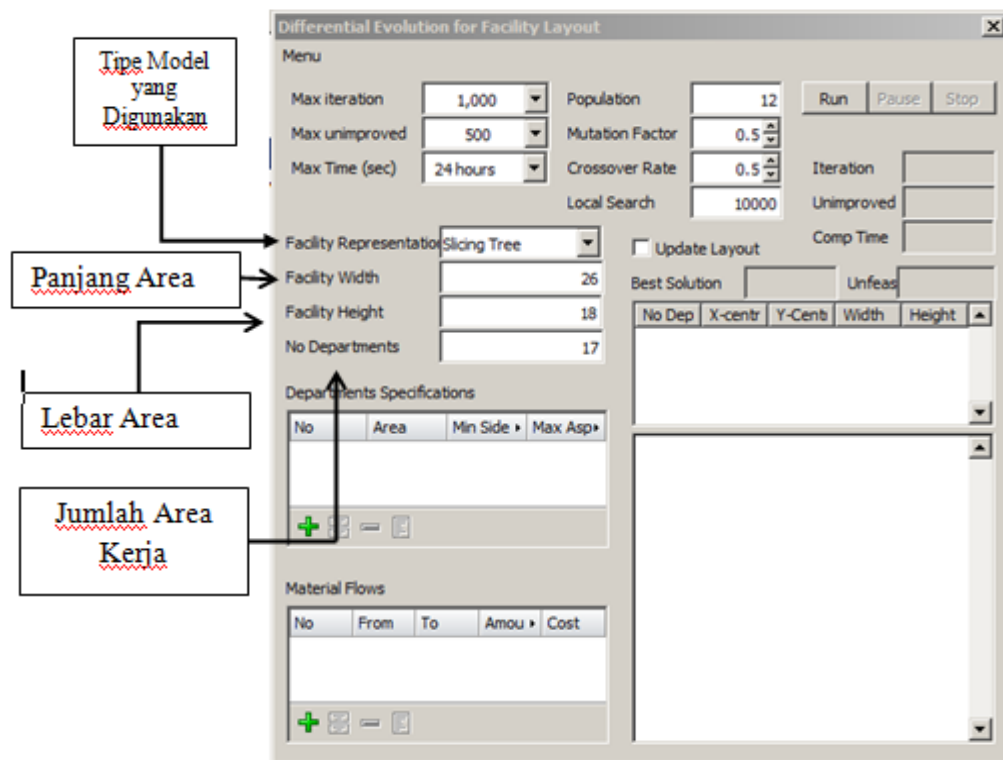 Differential Evolution for Facility Layout
Menu
Tipe Model
yang
Digunakan
Max iteration 1,000 Population 12 Run Pause Stop
Max unimproved 500 Mutation Factor 0.5
Max Time (sec) 24 hours Crossover Rate 0.5 Iteration
Local Search 10000 Unimproved
Comp Time
Facility Representation Slicing Tree Update Layout
Panjang Area
Facility Width 26 Best Solution Unfeas
Facility Height 18 No Dep X-centr Y-Centr Width Height
No Departments 17
Lebar Area
Departments Specifications
No Area Min Side Max Asp
Jumlah Area
Kerja
Material Flows
No From To Amou Cost